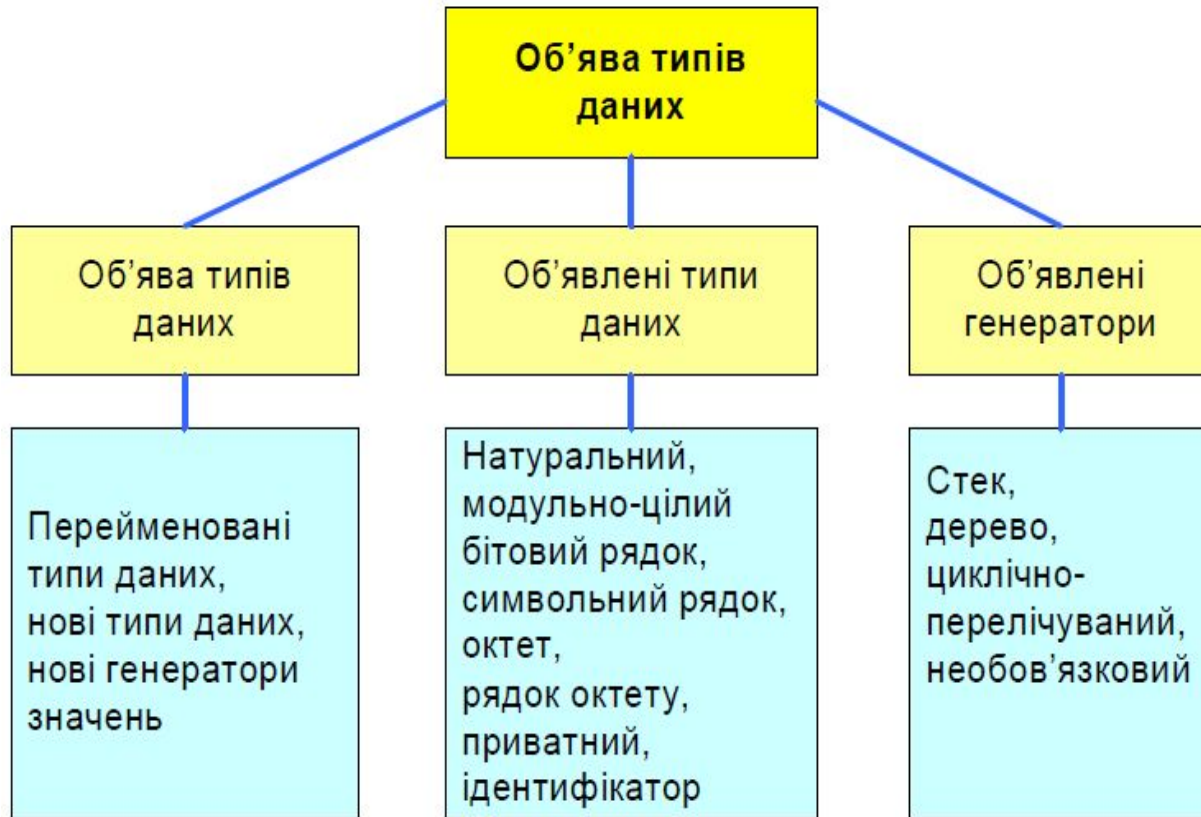 Об’ява типів
даних
Об’ява типів
даних
Об’явлені типи
даних
Об’явлені
генератори
Перейменовані
типи даних,
нові типи даних,
нові генератори
значень
Натуральний,
модульно-цілий
бітовий рядок,
символьний рядок,
октет,
рядок октету,
приватний,
ідентифікатор
Стек,
дерево,
циклічно-
перелічуваний,
необов’язковий